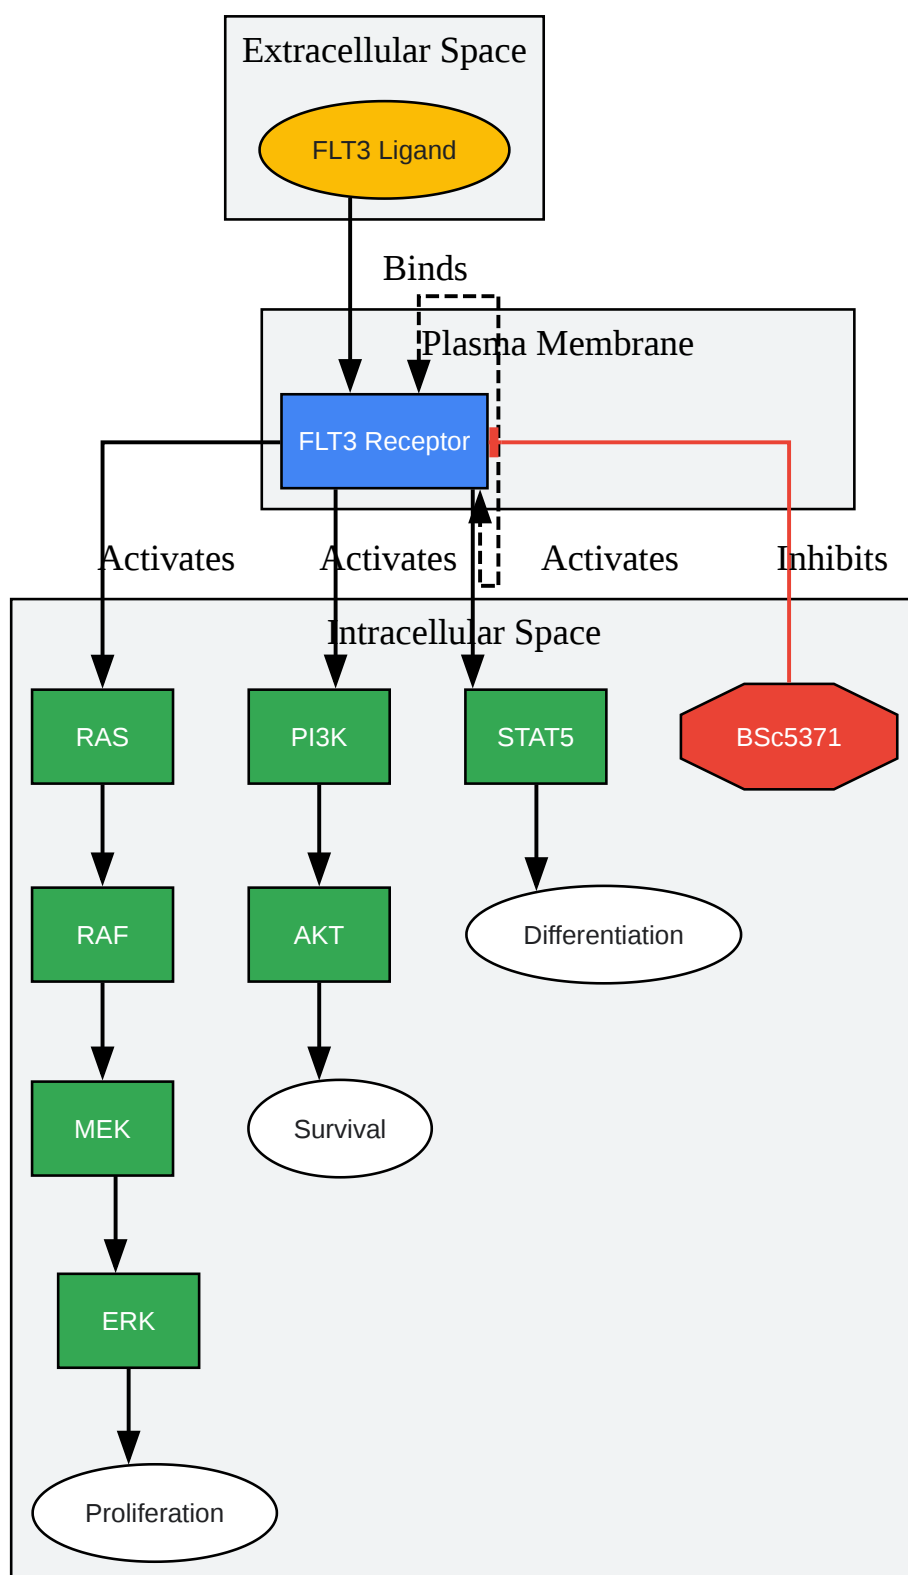 Extracellular Space
FLT3 Ligand
Binds
Plasma Membrane
FLT3 Receptor
Activates
Activates
Activates
Inhibits
Intracellular Space
RAS
PI3K
STAT5
BSc5371
RAF
AKT
Differentiation
MEK
Survival
ERK
Proliferation